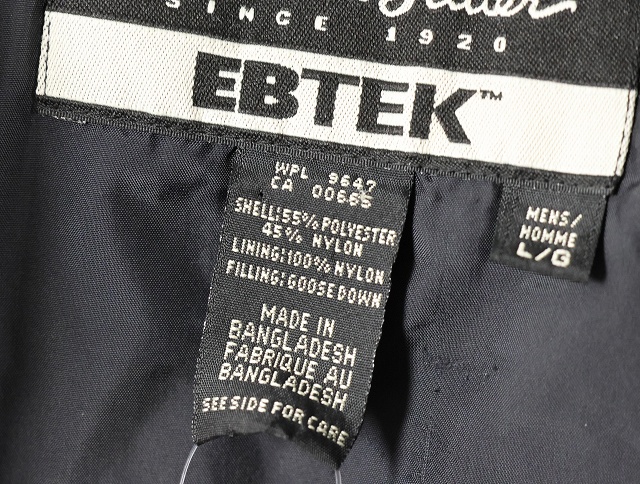 SINCE 1920
EBTEK™
WPL 9647
CA 00665
SHELL:55% POLYESTER
45% NYLON
LINING:100% NYLON
FILLING:GOOSE DOWN
MADE IN
BANGLADESH
FABRIQUE AU
BANGLADESH
SEE SIDE FOR CARE
MENS/
HOMME
L/G